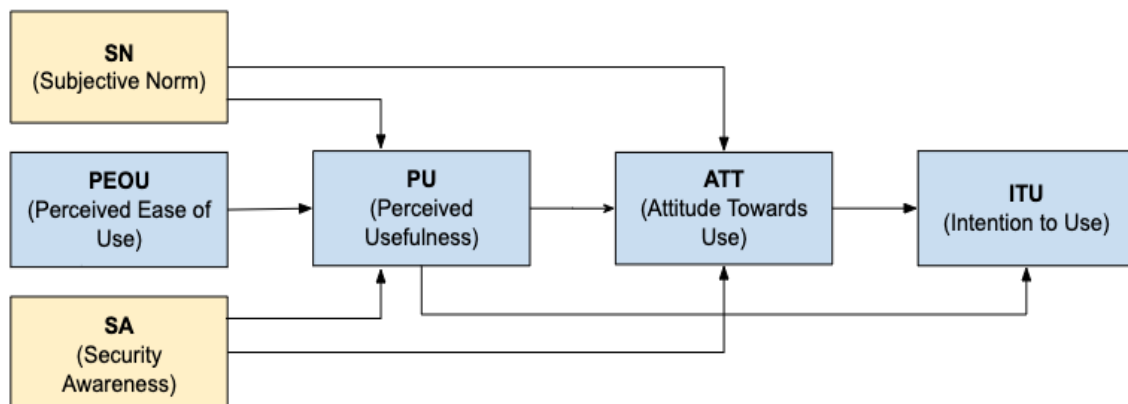 SN
(Subjective Norm)
PEOU
(Perceived Ease of
Use)
PU
(Perceived
Usefulness)
ATT
(Attitude Towards
Use)
ITU
(Intention to Use)
SA
(Security
Awareness)